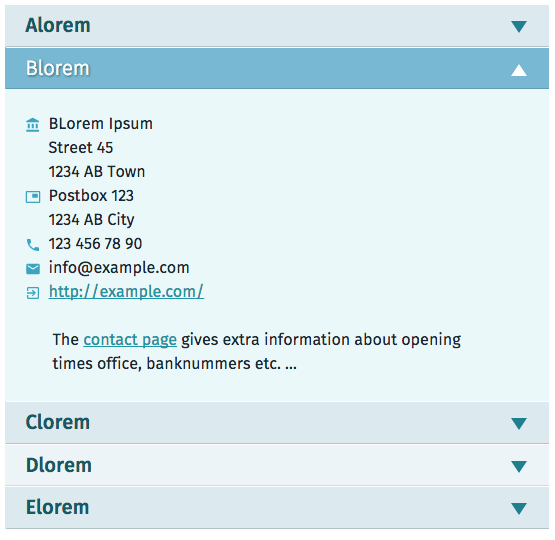 Alorem
Blorem
BLorem Ipsum
Street 45
1234 AB Town
Postbox 123
1234 AB City
123 456 78 90
info@example.com
http://example.com/
The contact page gives extra information about opening
times office, banknummers etc. ...
Clorem
Dlorem
Elorem